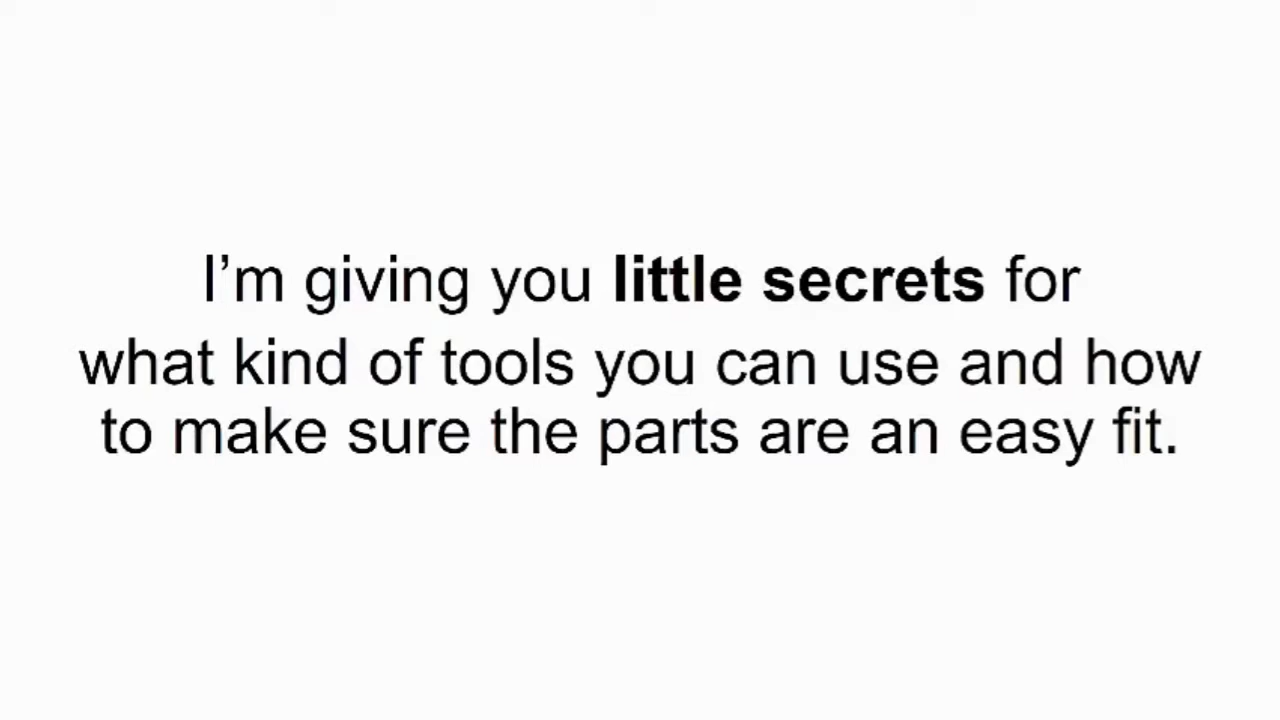 I’m giving you little secrets for
what kind of tools you can use and how
to make sure the parts are an easy fit.